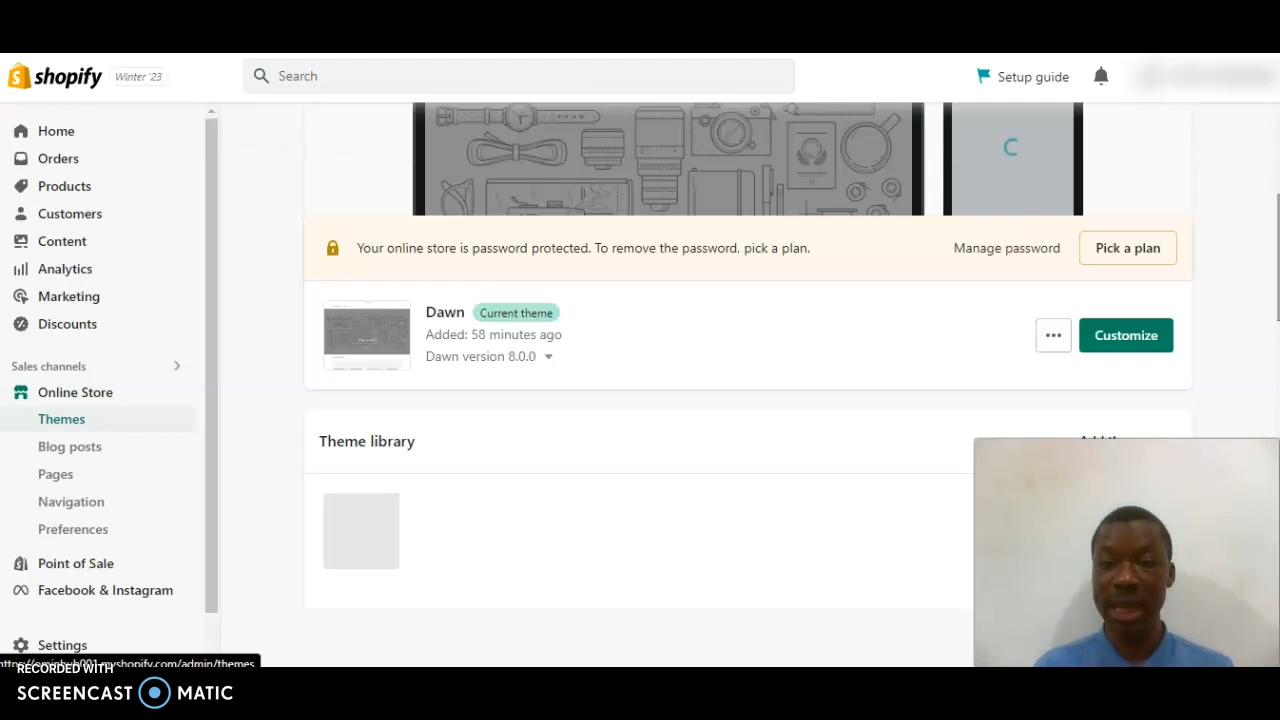 shopify
Winter '23
Search
Setup guide
Home
Orders
Products
Customers
Content
Analytics
Marketing
Discounts
Sales channels
Online Store
Themes
Blog posts
Pages
Navigation
Preferences
Point of Sale
Facebook & Instagram
Settings
Your online store is password protected. To remove the password, pick a plan.
Manage password
Pick a plan
Dawn
Current theme
Added: 58 minutes ago
Dawn version 8.0.0
Customize
Theme library
RECORDED WITH
SCREENCAST MATIC